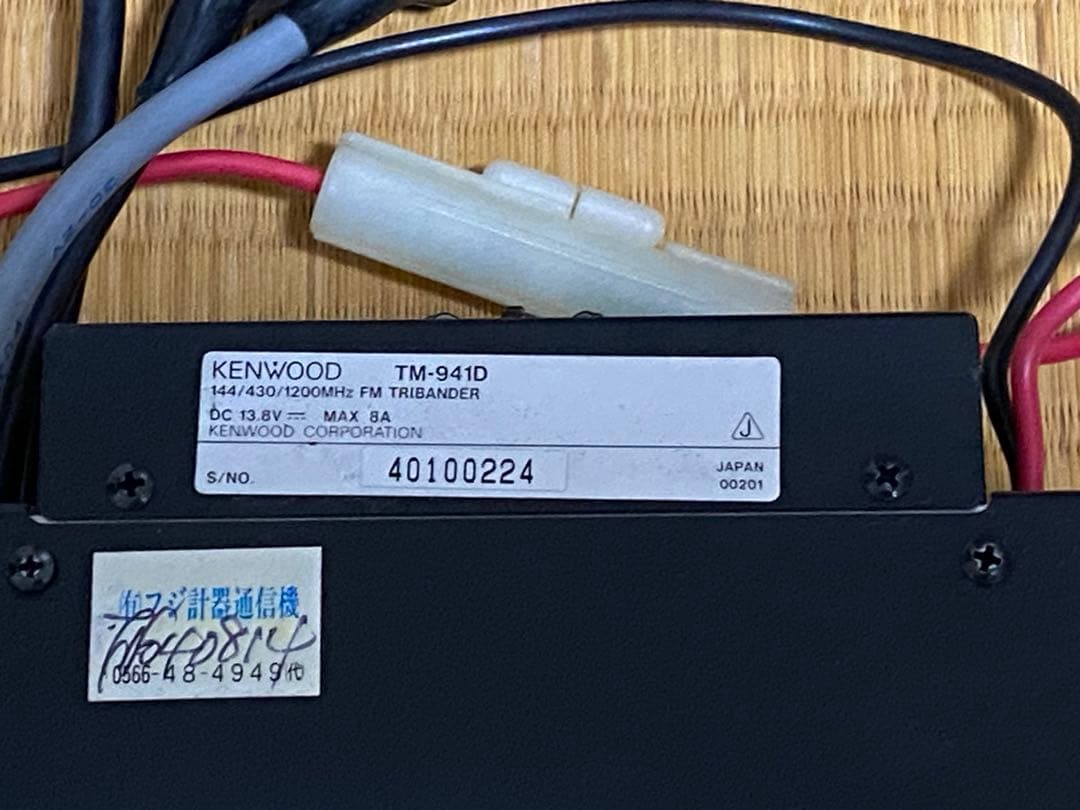 KENWOOD TM-941D
144/430/1200MHz FM TRIBANDER
DC 13.8V MAX 8A
KENWOOD CORPORATION
J
S/NO. 40100224
JAPAN
00201
㈲フジ計器通信機
040814
0566-48-4949代